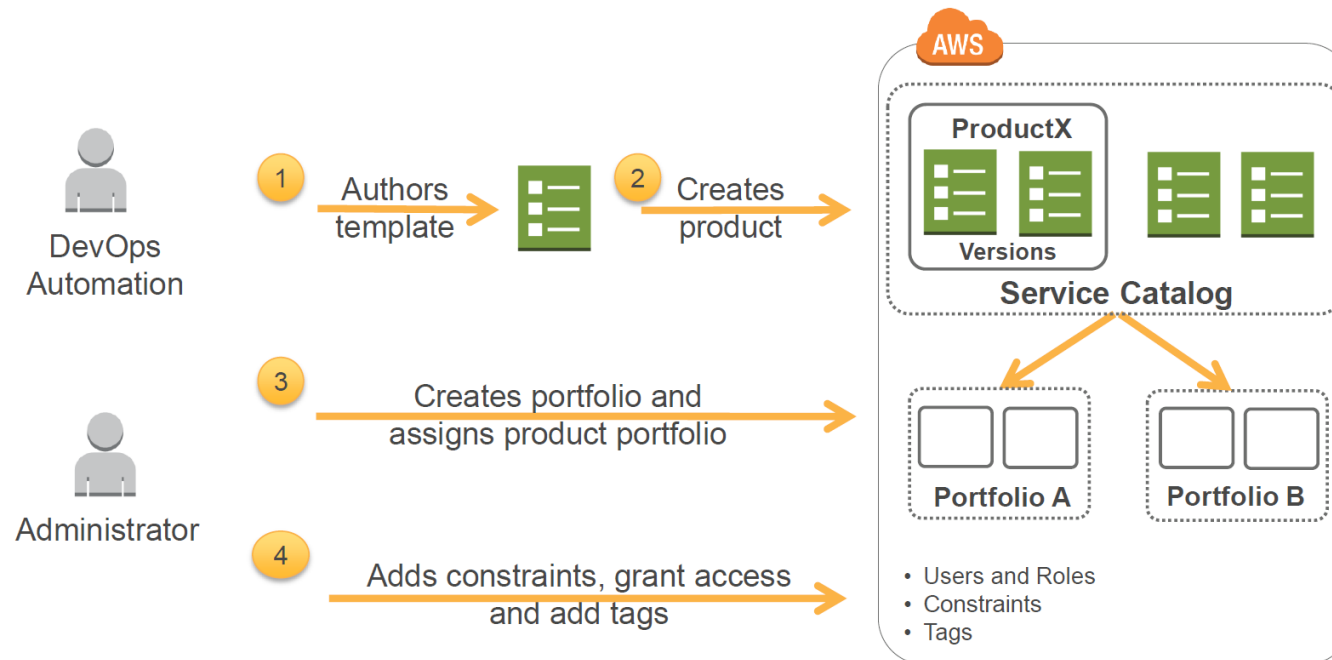 AWS
ProductX
Versions
Service Catalog
DevOps
Automation
1
Authors
template
2
Creates
product
3
Creates portfolio and
assigns product portfolio
Portfolio A
Portfolio B
Administrator
4
Adds constraints, grant access
and add tags
• Users and Roles
• Constraints
• Tags